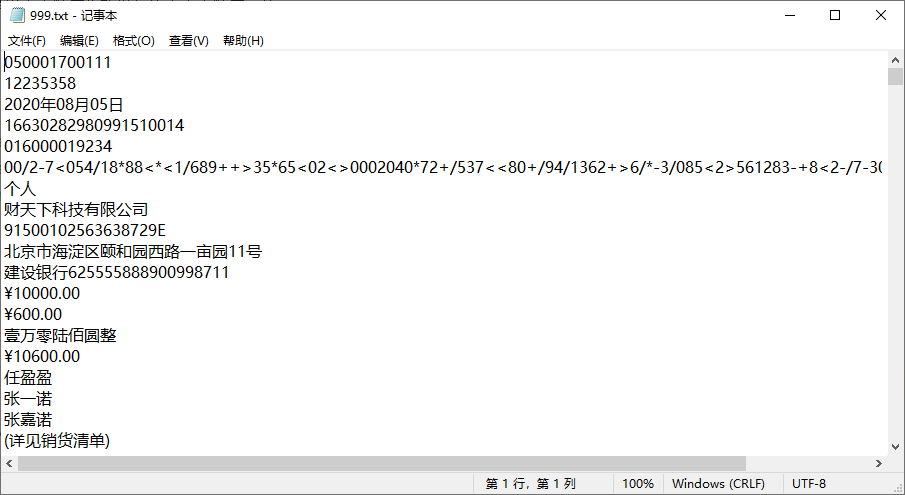 999.txt - 记事本
文件(F) 编辑(E) 格式(O) 查看(V) 帮助(H)
050001700111
12235358
2020年08月05日
16630282980991510014
016000019234
00/2-7<054/18*88<*<1/689++>35*65<02<>0002040*72+/537<<80+/94/1362+>6/*-3/085<2>561283-+8<2-/7-30
个人
财天下科技有限公司
91500102563638729E
北京市海淀区颐和园西路一亩园11号
建设银行625555888900998711
¥10000.00
¥600.00
壹万零陆佰圆整
¥10600.00
任盈盈
张一诺
张嘉诺
(详见销货清单)
第 1 行，第 1 列 100% Windows (CRLF) UTF-8